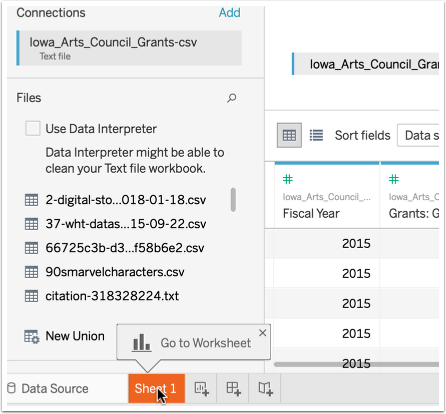 Connections Add
Iowa_Arts_Council_Grants-csv
Text file
Files
Use Data Interpreter
Data Interpreter might be able to
clean your Text file workbook.
2-digital-sto...018-01-18.csv
37-wht-datas...15-09-22.csv
66725c3b-d3...f58b6e2.csv
90smarvelcharacters.csv
citation-318328224.txt
New Union
Go to Worksheet
Data Source Sheet 1
Iowa_Arts_Council_Gran
Sort fields Data s
Iowa_Arts_Council_... Iowa_Arts_Council_
Fiscal Year Grants: G
2015
2015
2015
2015
2015